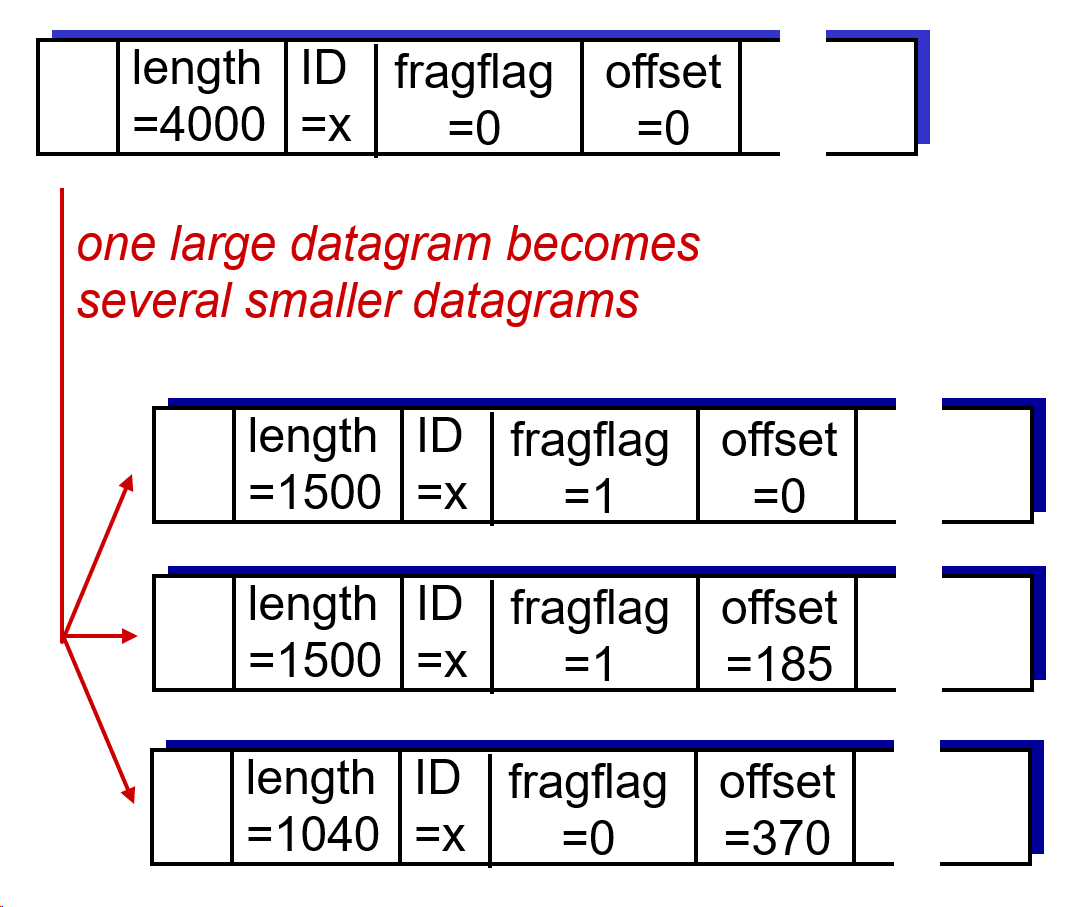 length ID fragflag offset
=4000 =x =0 =0
one large datagram becomes
several smaller datagrams
length ID fragflag offset
=1500 =x =1 =0
length ID fragflag offset
=1500 =x =1 =185
length ID fragflag offset
=1040 =x =0 =370